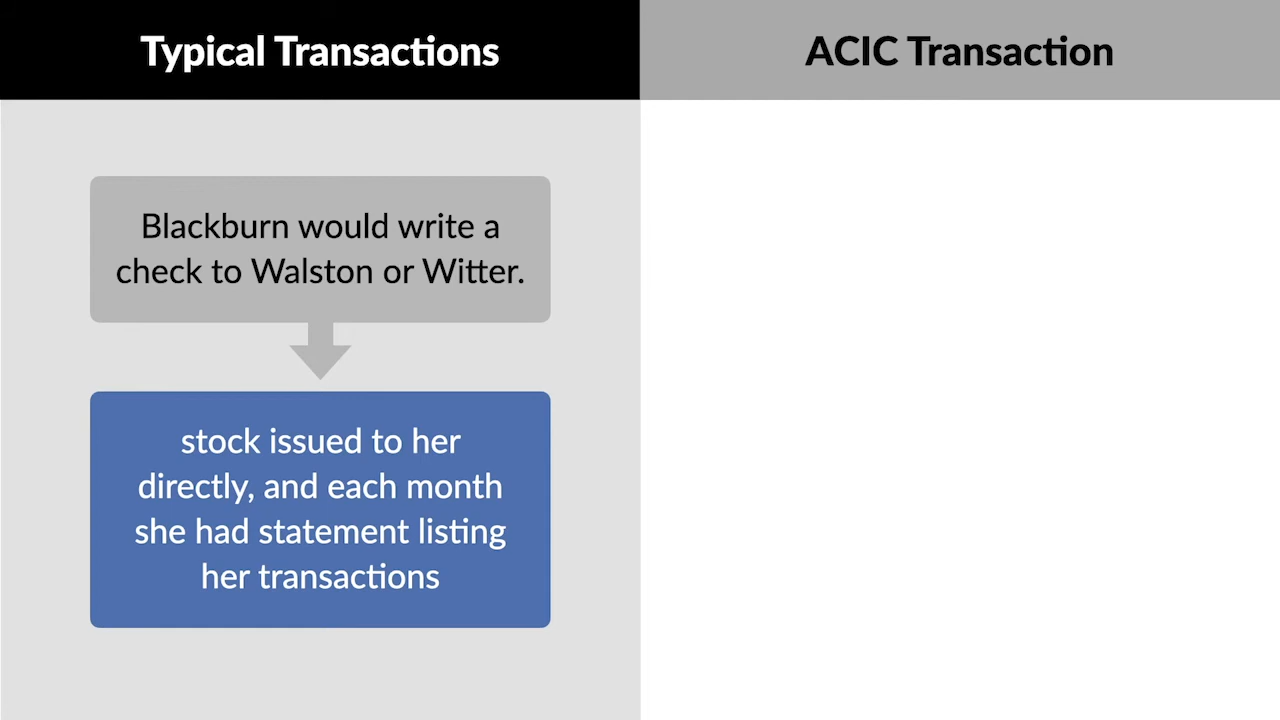 Typical Transactions
ACIC Transaction
Blackburn would write a
check to Walston or Witter.
stock issued to her
directly, and each month
she had statement listing
her transactions